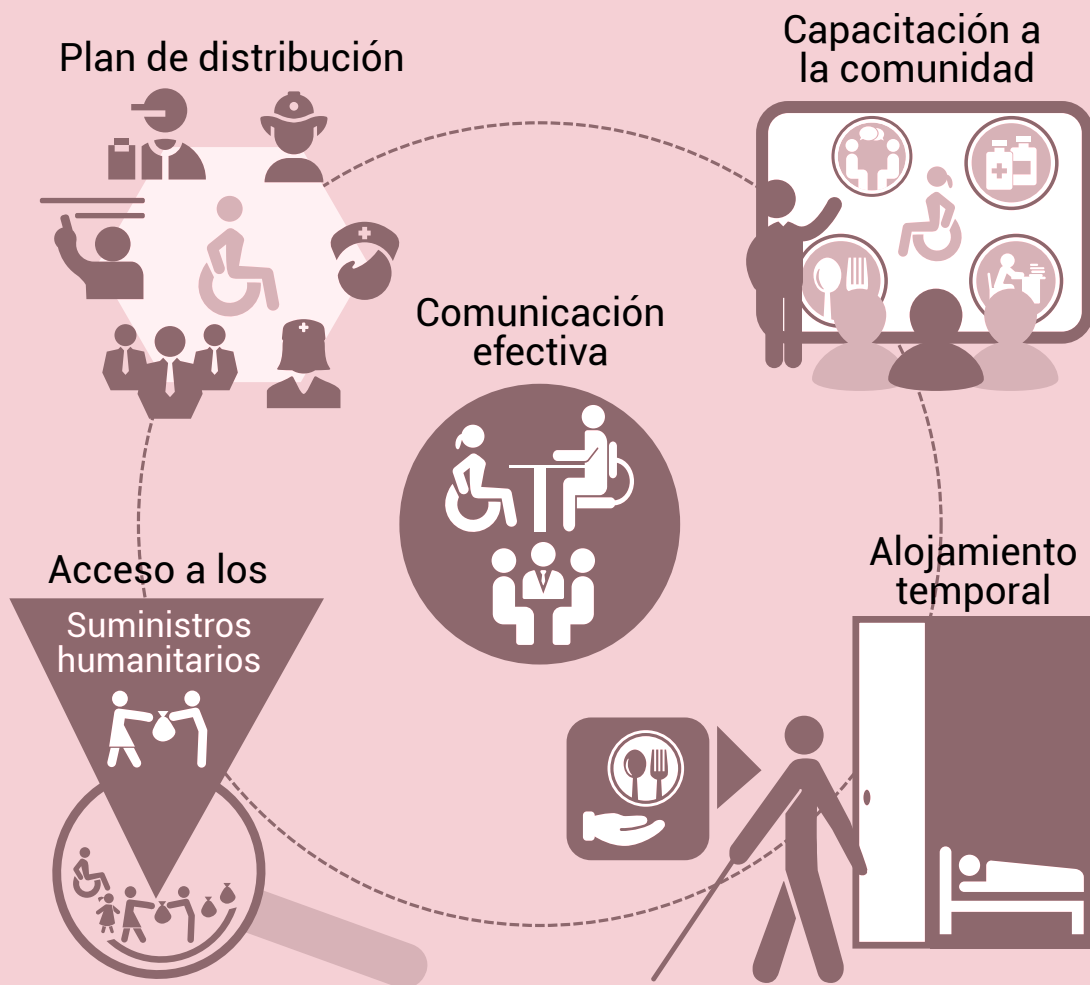 Plan de distribución
Capacitación a
la comunidad
Comunicación
efectiva
Acceso a los
Suministros
humanitarios
Alojamiento
temporal